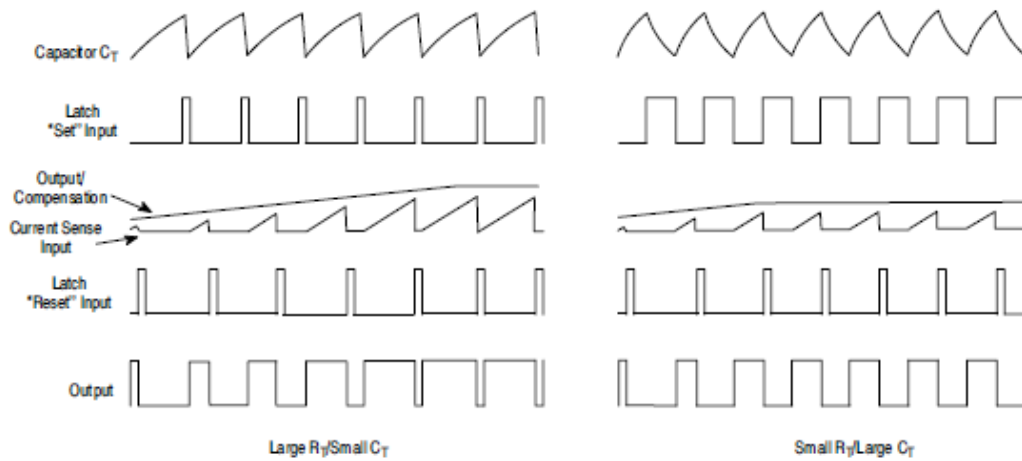 Capacitor CT
Latch
"Set" Input
Output/
Compensation
Current Sense
Input
Latch
"Reset" Input
Output
Large RT/Small CT
Small RT/Large CT